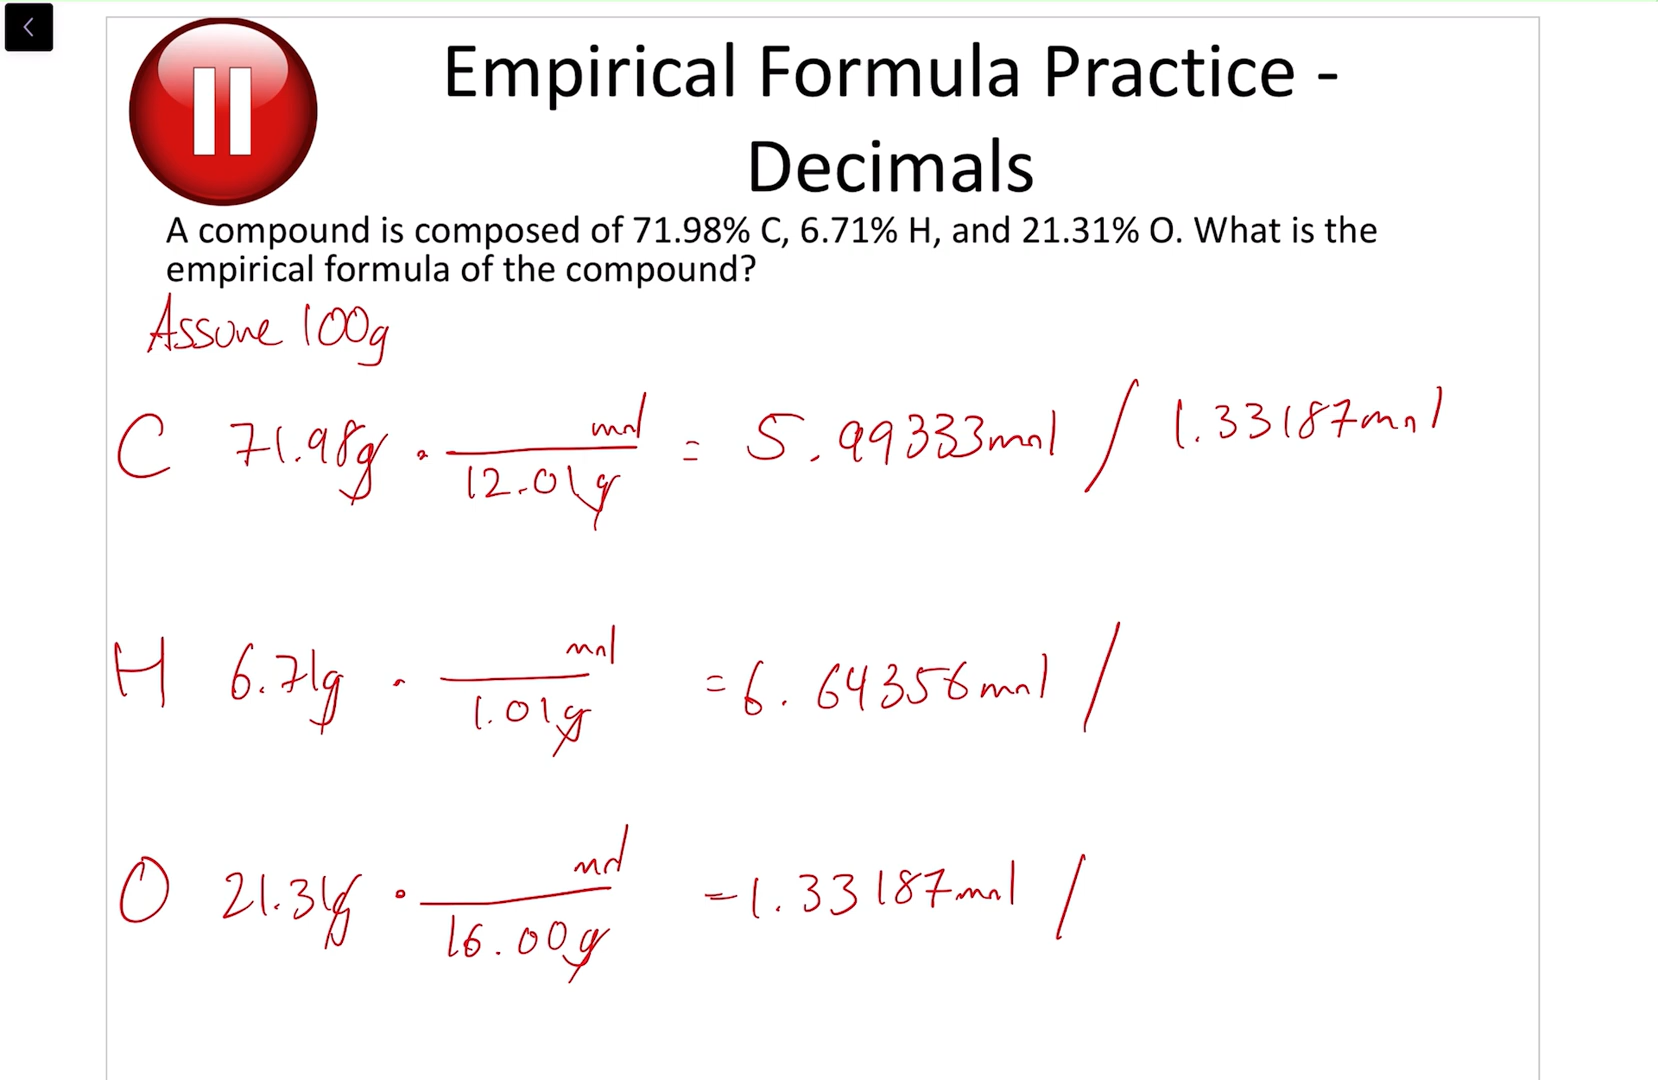 Empirical Formula Practice -
Decimals
A compound is composed of 71.98% C, 6.71% H, and 21.31% O. What is the
empirical formula of the compound?
Assume 100g
C 71.98g · mol / 12.01g = 5.99333mol / 1.33187mol
H 6.71g · mol / 1.01g = 6.64356mol /
O 21.31g · mol / 16.00g = 1.33187mol /